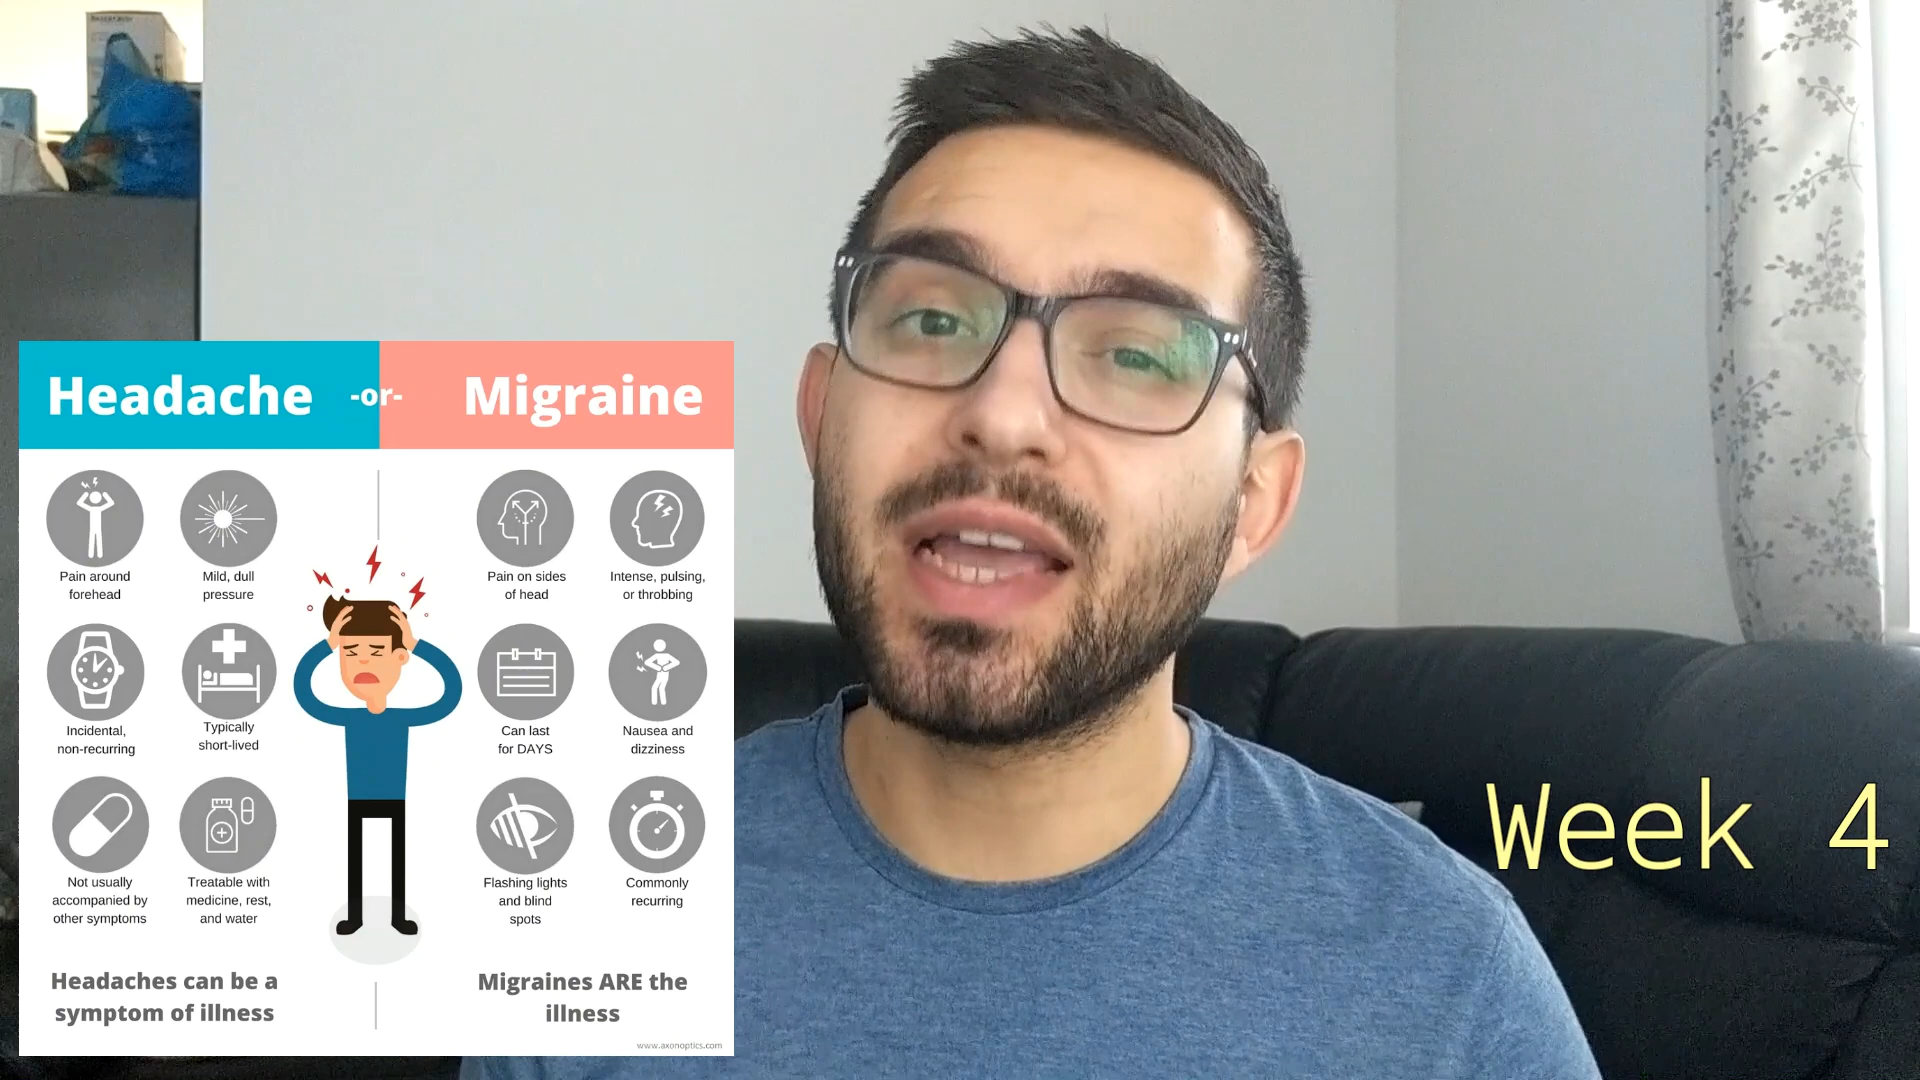 Headache -or- Migraine
Pain around
forehead
Mild, dull
pressure
Pain on sides
of head
Intense, pulsing,
or throbbing
Incidental,
non-recurring
Typically
short-lived
Can last
for DAYS
Nausea and
dizziness
Not usually
accompanied by
other symptoms
Treatable with
medicine, rest,
and water
Flashing lights
and blind
spots
Commonly
recurring
Headaches can be a
symptom of illness
Migraines ARE the
illness
www.axonoptics.com
Week 4